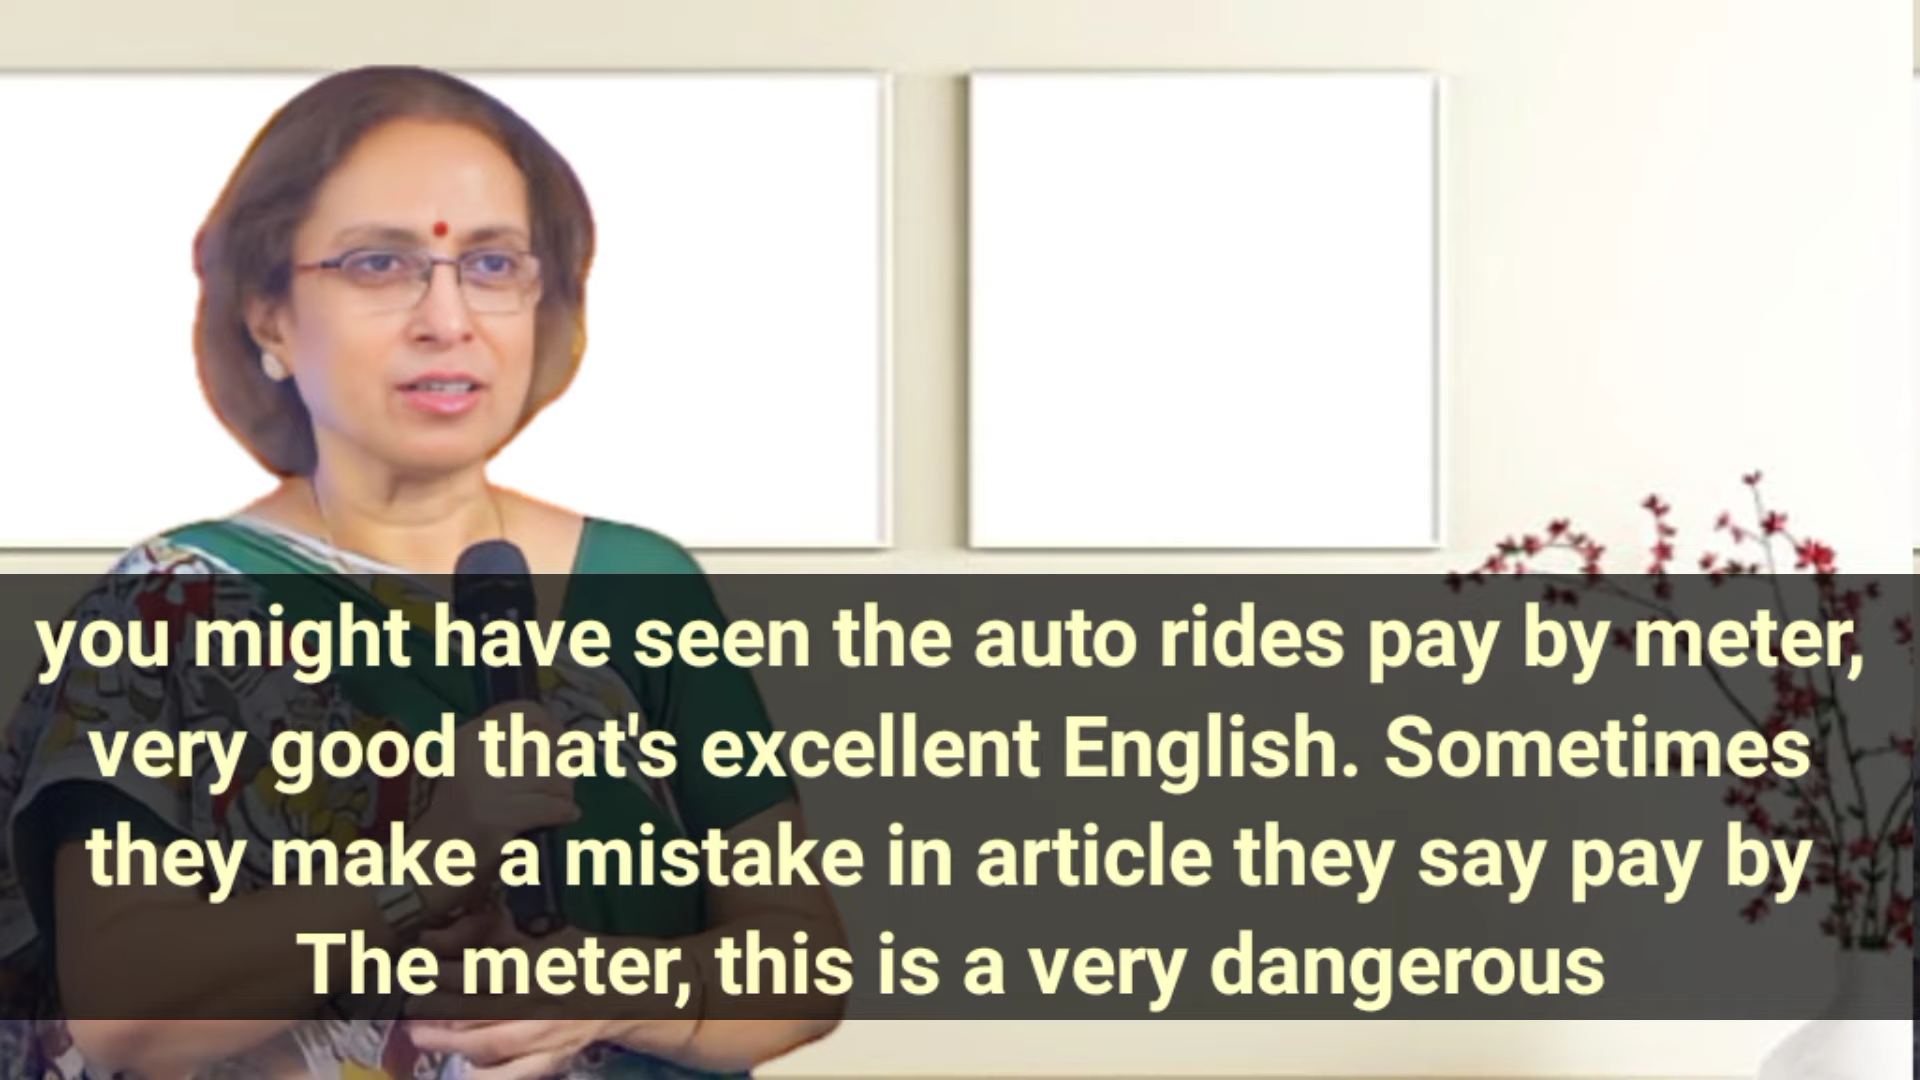 you might have seen the auto rides pay by meter,
very good that's excellent English. Sometimes
they make a mistake in article they say pay by
The meter, this is a very dangerous